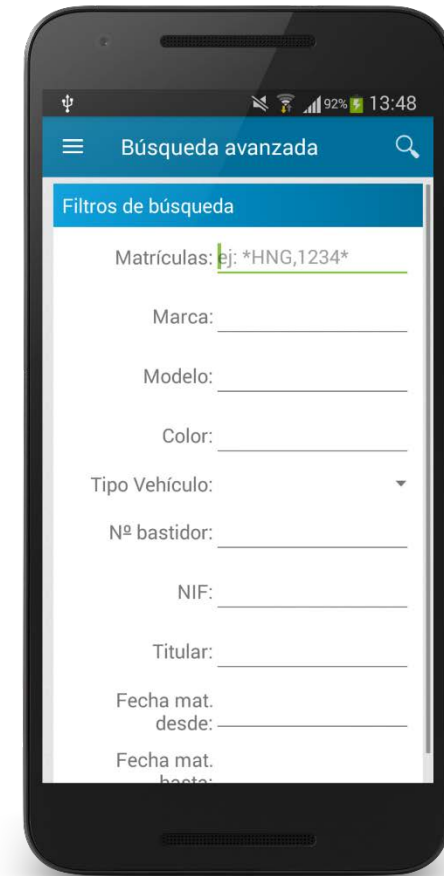 92% 13:48
Búsqueda avanzada
Filtros de búsqueda
Matrículas: ej: *HNG,1234*
Marca:
Modelo:
Color:
Tipo Vehículo:
Nº bastidor:
NIF:
Titular:
Fecha mat.
desde:
Fecha mat.
hasta: